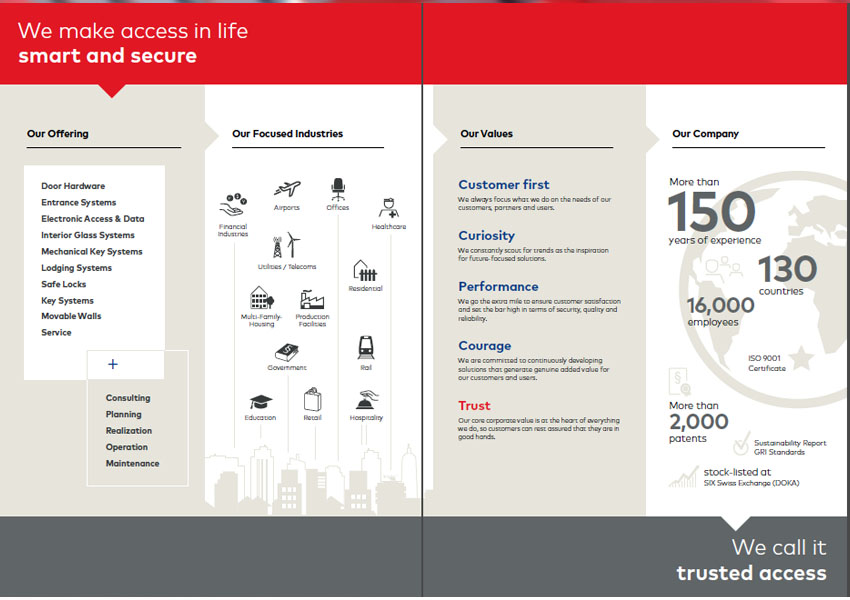 We make access in life
smart and secure
Our Offering
Door Hardware
Entrance Systems
Electronic Access & Data
Interior Glass Systems
Mechanical Key Systems
Lodging Systems
Safe Locks
Key Systems
Movable Walls
Service
+
Consulting
Planning
Realization
Operation
Maintenance
Our Focused Industries
Financial
Industries
Airports
Offices
Healthcare
Utilities / Telecoms
Residential
Multi-Family-
Housing
Production
Facilities
Government
Rail
Education
Retail
Hospitality
Our Values
Customer first
We always focus what we do on the needs of our
customers, partners and users.
Curiosity
We constantly scout for trends as the inspiration
for future-focused solutions.
Performance
We go the extra mile to ensure customer satisfaction
and set the bar high in terms of security, quality and
reliability.
Courage
We are committed to continuously developing
solutions that generate genuine added value for
our customers and users.
Trust
Our core corporate value is at the heart of everything
we do, so customers can rest assured that they are in
good hands.
Our Company
More than
150
years of experience
130
countries
16,000
employees
ISO 9001
Certificate
§
More than
2,000
patents
Sustainability Report
GRI Standards
stock-listed at
SIX Swiss Exchange (DOKA)
We call it
trusted access